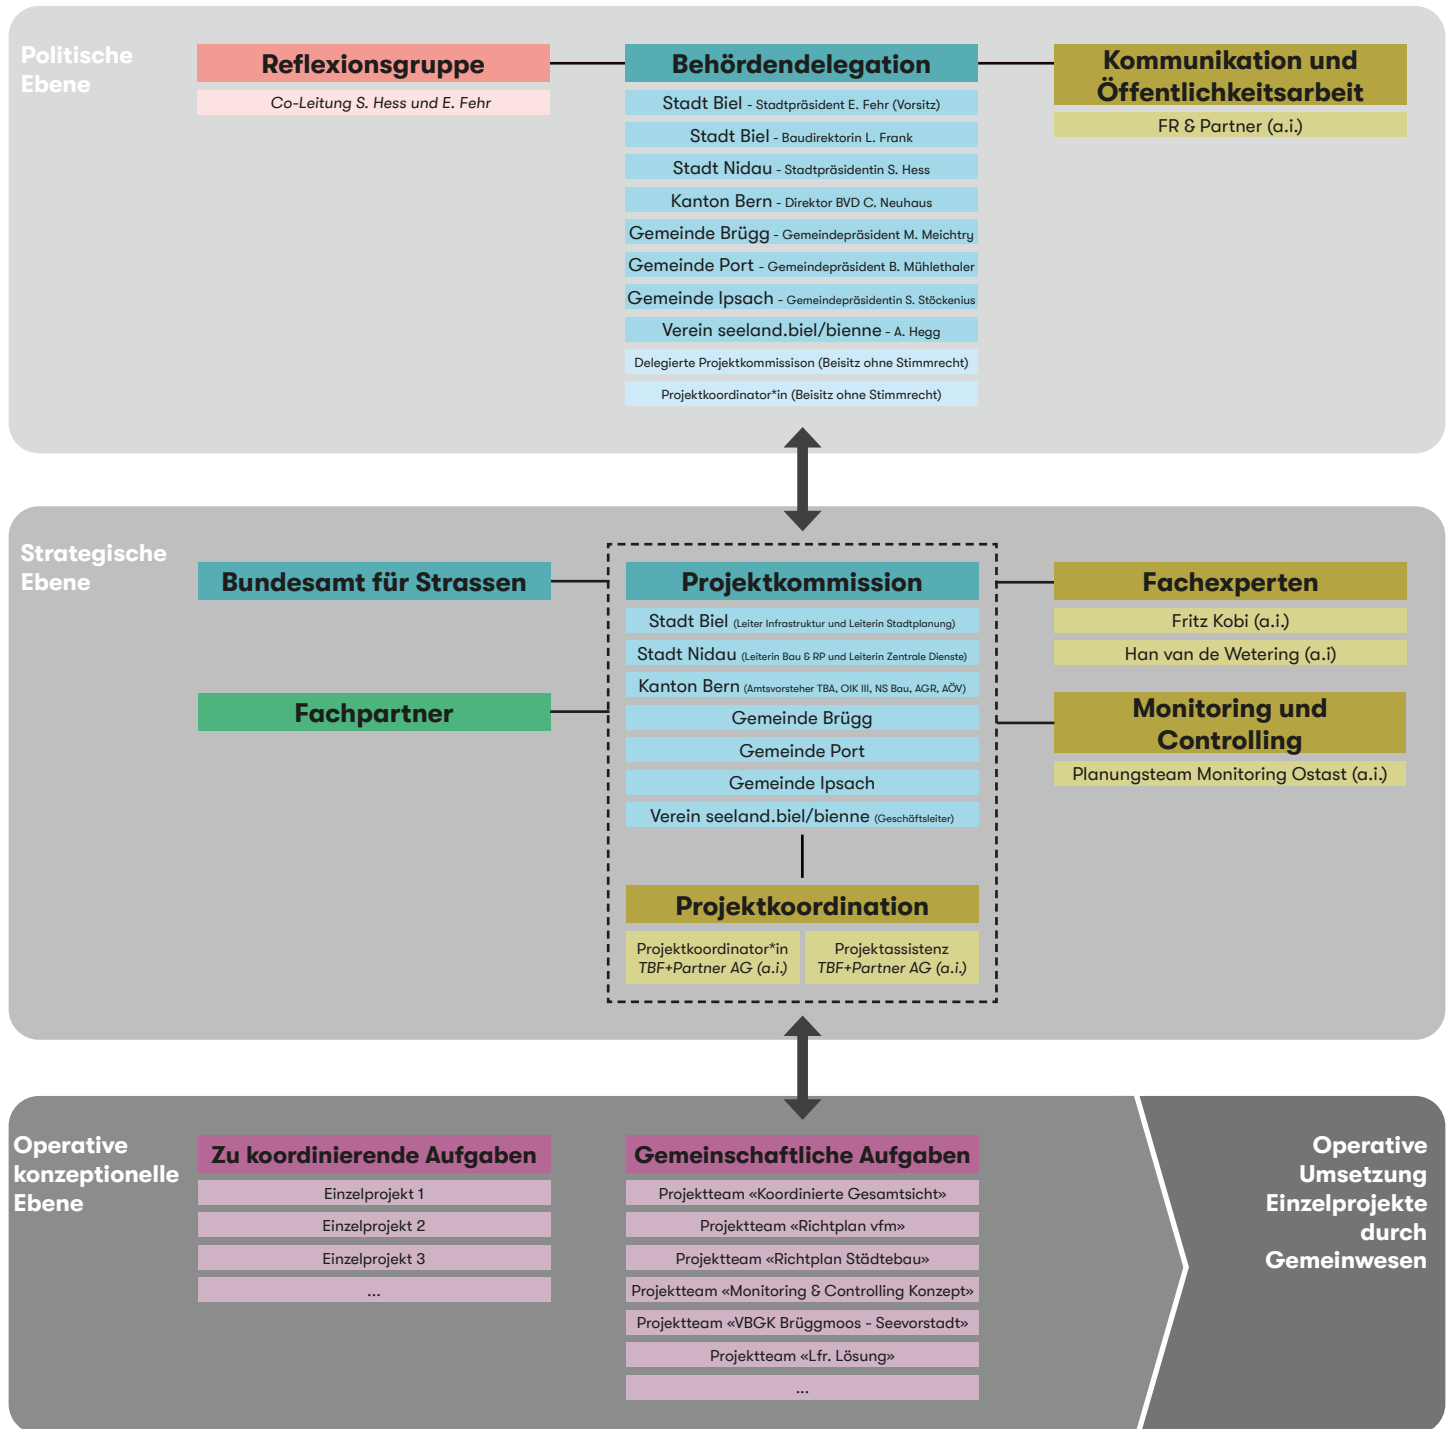 Politische
Ebene
Reflexionsgruppe
Co-Leitung S. Hess und E. Fehr
Behördendelegation
Stadt Biel - Stadtpräsident E. Fehr (Vorsitz)
Stadt Biel - Baudirektorin L. Frank
Stadt Nidau - Stadtpräsidentin S. Hess
Kanton Bern - Direktor BVD C. Neuhaus
Gemeinde Brügg - Gemeindepräsident M. Meichtry
Gemeinde Port - Gemeindepräsident B. Mühlethaler
Gemeinde Ipsach - Gemeindepräsidentin S. Stöckenius
Verein seeland.biel/bienne - A. Hegg
Delegierte Projektkommissison (Beisitz ohne Stimmrecht)
Projektkoordinator*in (Beisitz ohne Stimmrecht)
Kommunikation und
Öffentlichkeitsarbeit
FR & Partner (a.i.)
Strategische
Ebene
Bundesamt für Strassen
Fachpartner
Projektkommission
Stadt Biel (Leiter Infrastruktur und Leiterin Stadtplanung)
Stadt Nidau (Leiterin Bau & RP und Leiterin Zentrale Dienste)
Kanton Bern (Amtsvorsteher TBA, OIK III, NS Bau, AGR, AÖV)
Gemeinde Brügg
Gemeinde Port
Gemeinde Ipsach
Verein seeland.biel/bienne (Geschäftsleiter)
Projektkoordination
Projektkoordinator*in
TBF+Partner AG (a.i.)
Projektassistenz
TBF+Partner AG (a.i.)
Fachexperten
Fritz Kobi (a.i.)
Han van de Wetering (a.i)
Monitoring und
Controlling
Planungsteam Monitoring Ostast (a.i.)
Operative
konzeptionelle
Ebene
Zu koordinierende Aufgaben
Einzelprojekt 1
Einzelprojekt 2
Einzelprojekt 3
...
Gemeinschaftliche Aufgaben
Projektteam «Koordinierte Gesamtsicht»
Projektteam «Richtplan vfm»
Projektteam «Richtplan Städtebau»
Projektteam «Monitoring & Controlling Konzept»
Projektteam «VBGK Brüggmoos - Seevorstadt»
Projektteam «Lfr. Lösung»
...
Operative
Umsetzung
Einzelprojekte
durch
Gemeinwesen